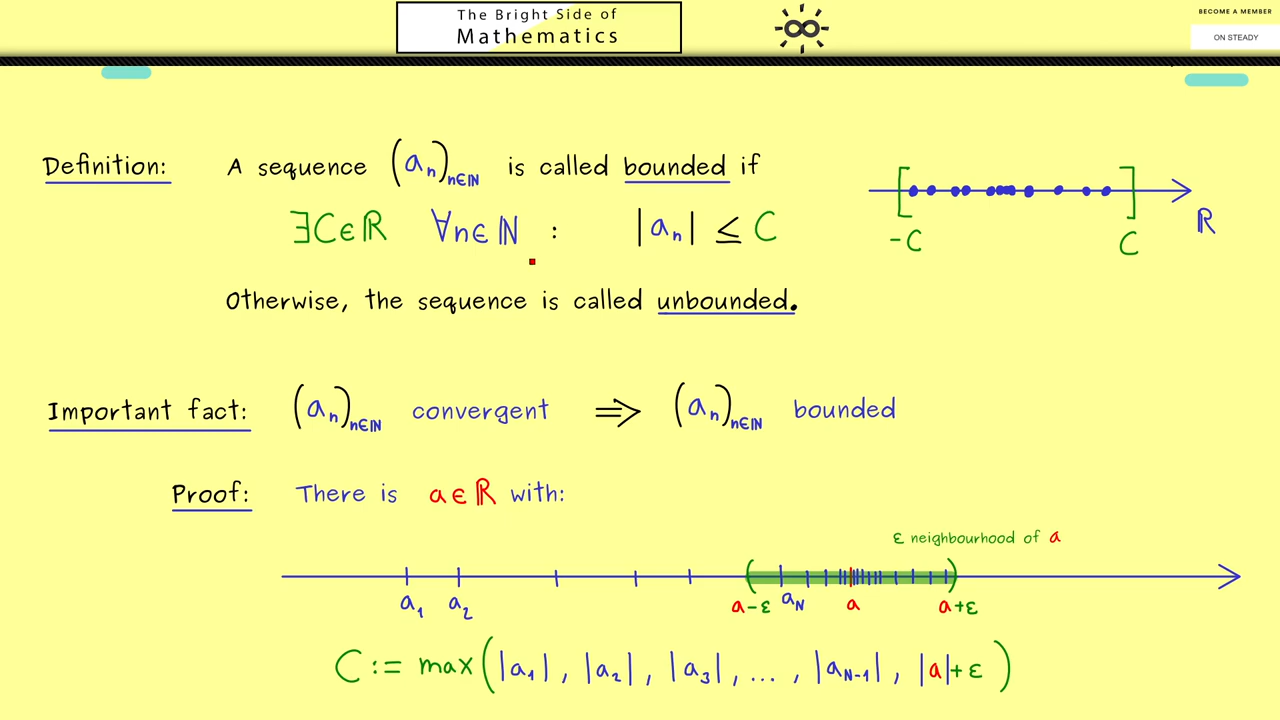 The Bright Side of
Mathematics
BECOME A MEMBER
ON STEADY
Definition: A sequence (aₙ)ₙ∈ℕ is called bounded if
∃C∈ℝ ∀n∈ℕ : |aₙ| ≤ C
-C C ℝ
Otherwise, the sequence is called unbounded.
Important fact: (aₙ)ₙ∈ℕ convergent ⟹ (aₙ)ₙ∈ℕ bounded
Proof: There is a∈ℝ with:
ε neighbourhood of a
a₁ a₂ a-ε a_N a a+ε
C := max(|a₁|, |a₂|, |a₃|, ..., |a_{N-1}|, |a|+ε)